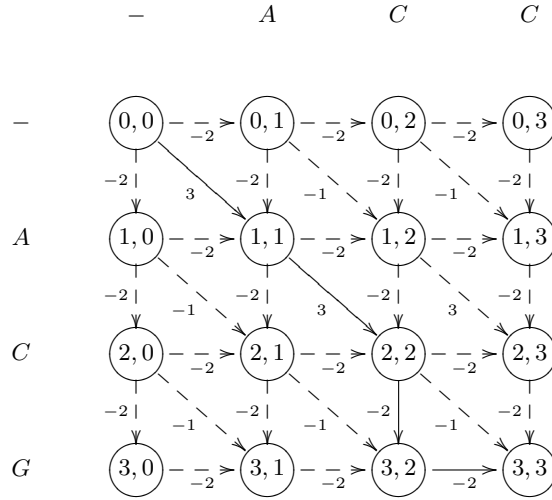 − A C C
− 0, 0 −2 0, 1 −2 0, 2 −2 0, 3
−2 3 −2 −1 −2 −1 −2
A 1, 0 −2 1, 1 −2 1, 2 −2 1, 3
−2 −1 −2 3 −2 3 −2
C 2, 0 −2 2, 1 −2 2, 2 −2 2, 3
−2 −1 −2 −1 −2 −1 −2
G 3, 0 −2 3, 1 −2 3, 2 −2 3, 3